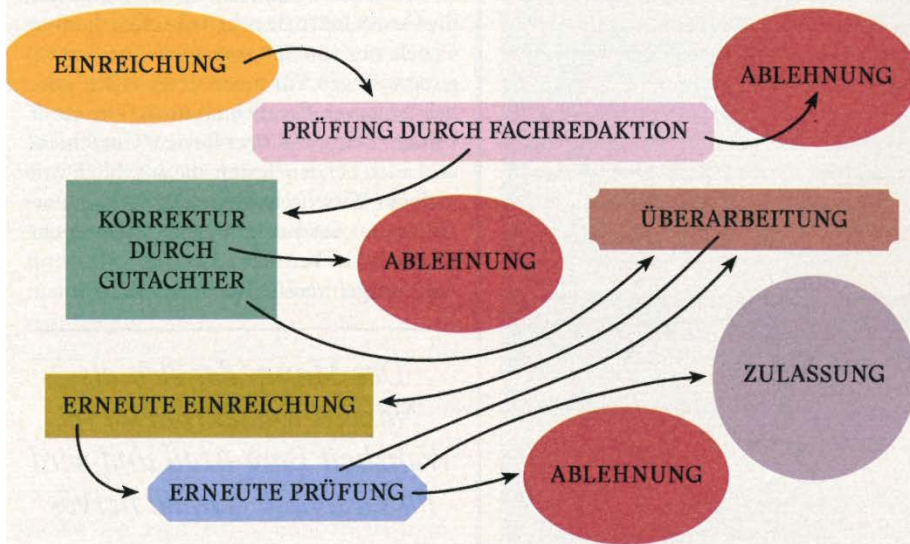 EINREICHUNG
ABLEHNUNG
PRÜFUNG DURCH FACHREDAKTION
KORREKTUR
DURCH
GUTACHTER
ABLEHNUNG
ÜBERARBEITUNG
ZULASSUNG
ERNEUTE EINREICHUNG
ABLEHNUNG
ERNEUTE PRÜFUNG